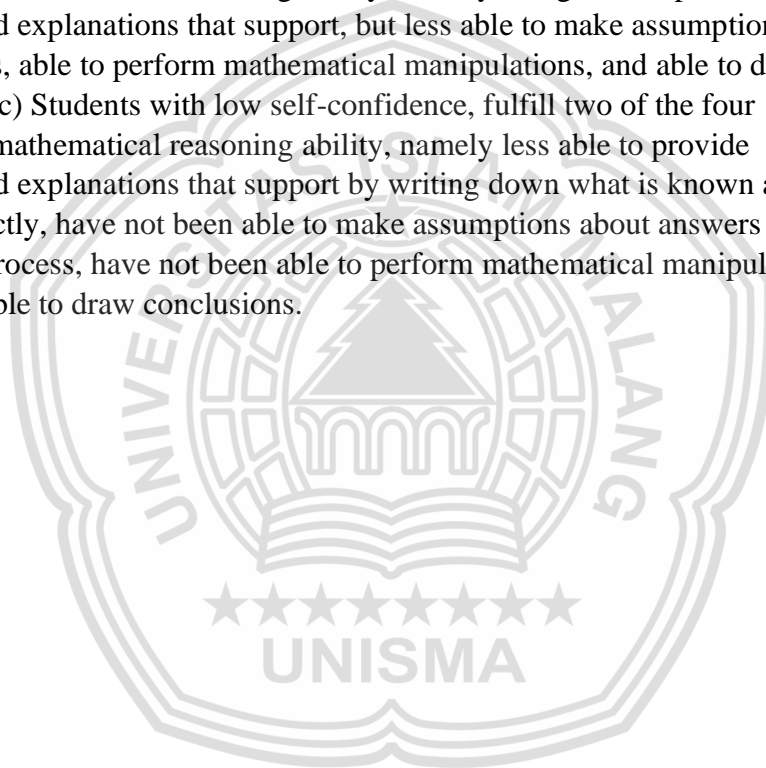 d explanations that support, but less able to make assumption
s, able to perform mathematical manipulations, and able to d
c) Students with low self-confidence, fulfill two of the four
mathematical reasoning ability, namely less able to provide
d explanations that support by writing down what is known a
ctly, have not been able to make assumptions about answers
rocess, have not been able to perform mathematical manipul
ble to draw conclusions.
UNIVERSITAS ISLAM MALANG
UNISMA